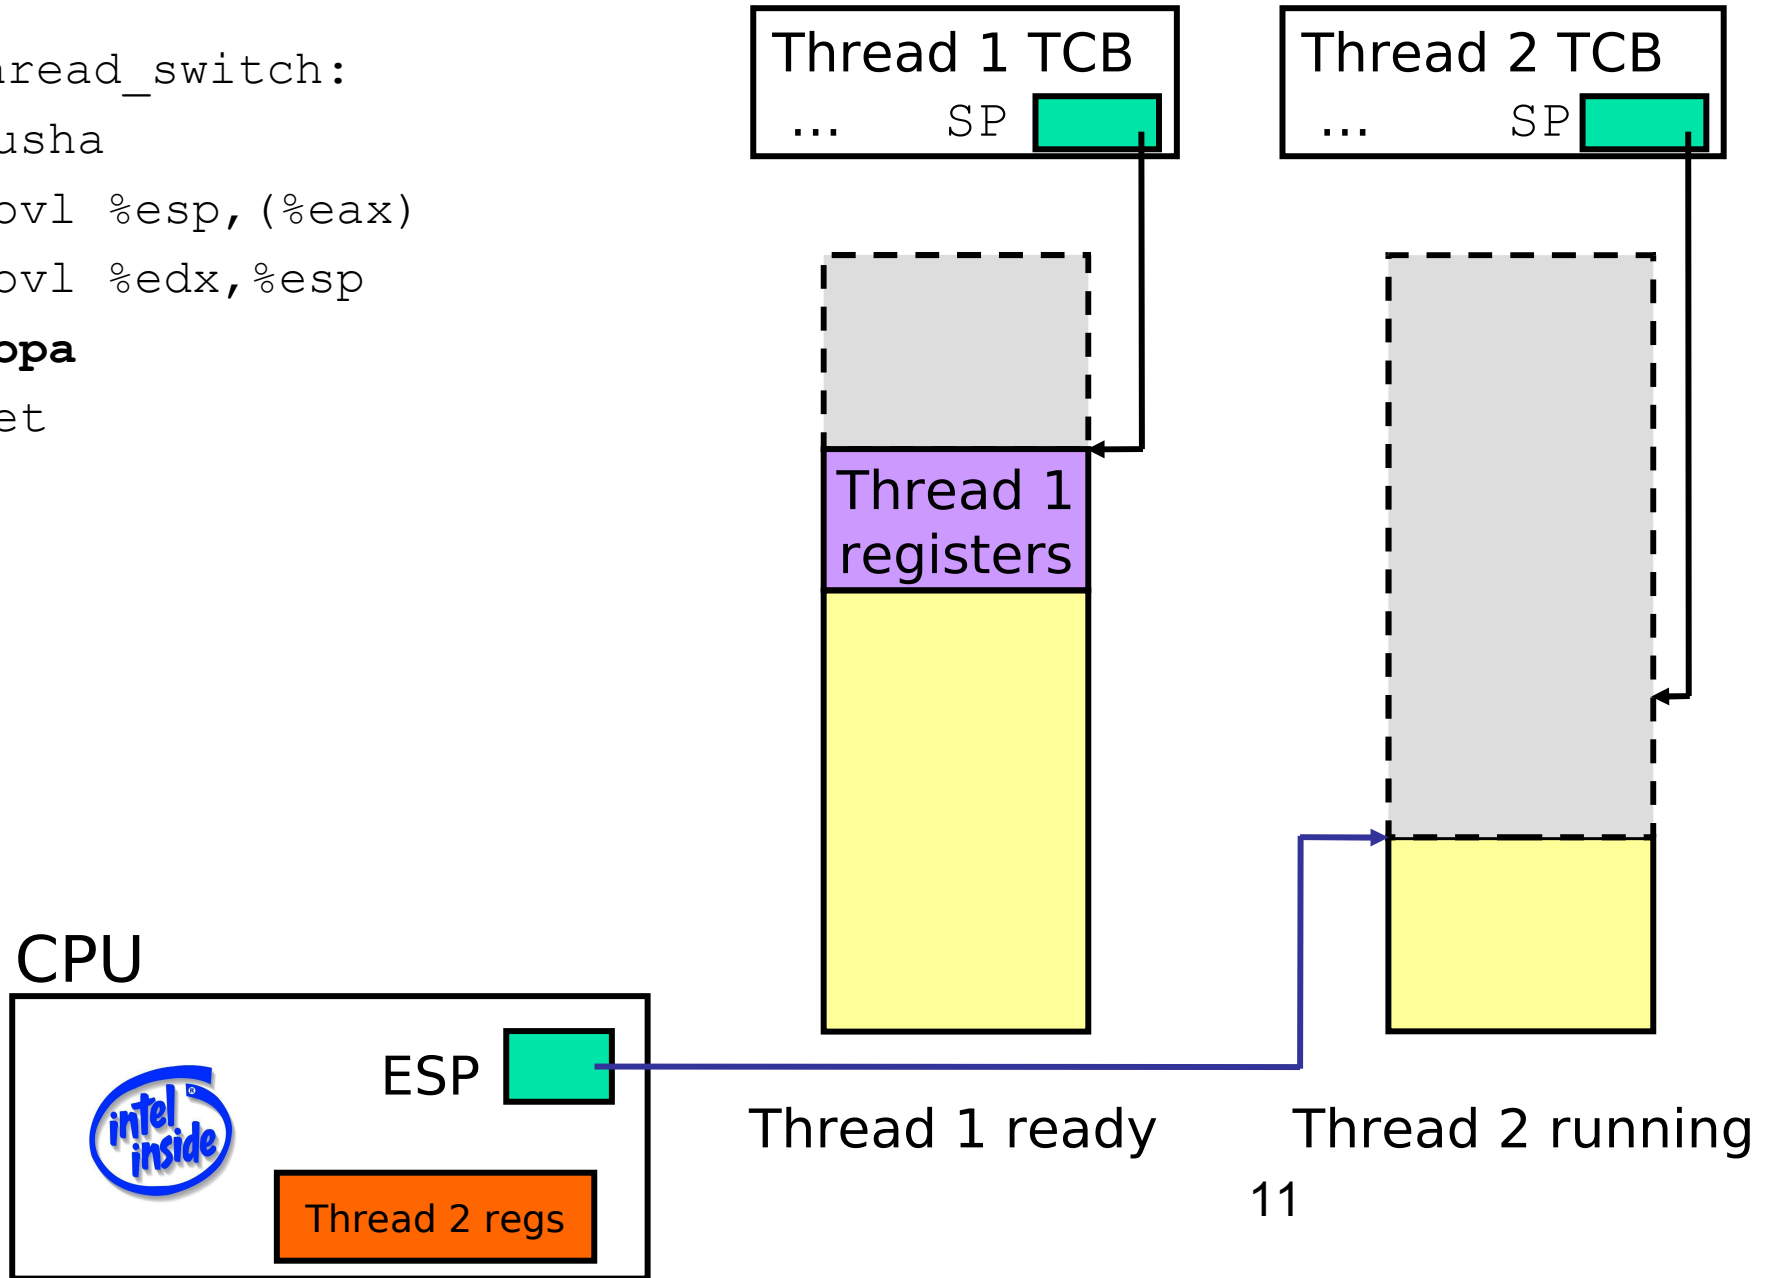 read_switch:
usha
ovl %esp,(%eax)
ovl %edx,%esp
opa
et
Thread 1 TCB
... SP
Thread 2 TCB
... SP
Thread 1
registers
CPU
ESP
intel
inside
®
Thread 2 regs
Thread 1 ready
Thread 2 running
11